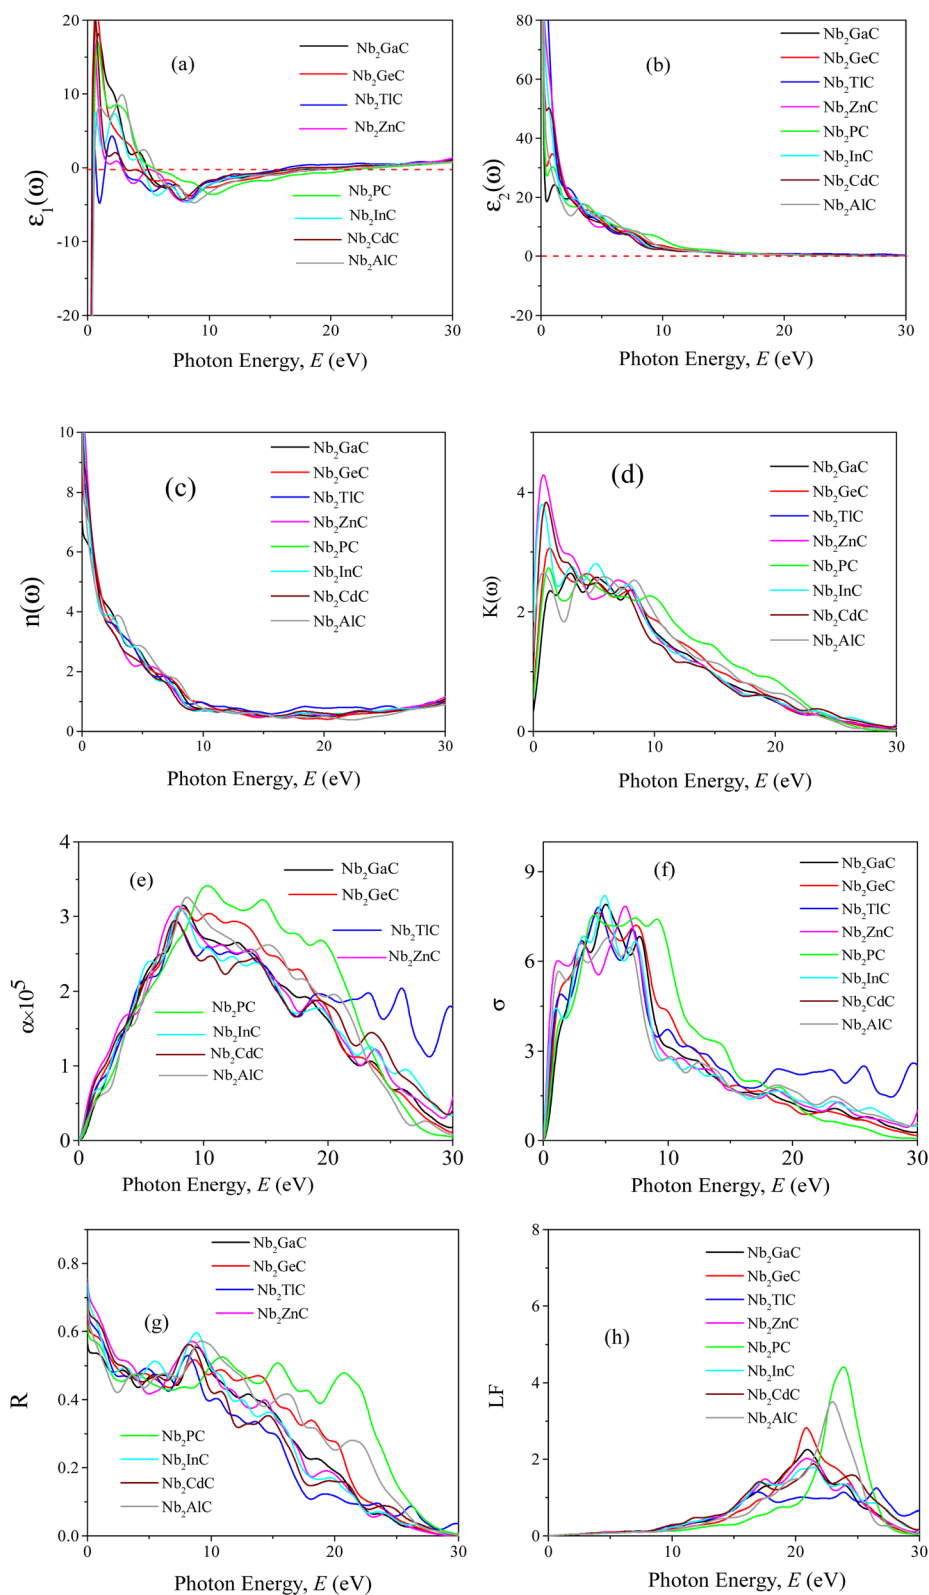 (a)
Nb₂GaC
Nb₂GeC
Nb₂TlC
Nb₂ZnC
Nb₂PC
Nb₂InC
Nb₂CdC
Nb₂AlC
ε₁(ω)
20
10
0
-10
-20
0
10
20
30
Photon Energy, E (eV)
(b)
Nb₂GaC
Nb₂GeC
Nb₂TlC
Nb₂ZnC
Nb₂PC
Nb₂InC
Nb₂CdC
Nb₂AlC
ε₂(ω)
80
60
40
20
0
-20
0
10
20
30
Photon Energy, E (eV)
(c)
Nb₂GaC
Nb₂GeC
Nb₂TlC
Nb₂ZnC
Nb₂PC
Nb₂InC
Nb₂CdC
Nb₂AlC
n(ω)
10
8
6
4
2
0
0
10
20
30
Photon Energy, E (eV)
(d)
Nb₂GaC
Nb₂GeC
Nb₂TlC
Nb₂ZnC
Nb₂PC
Nb₂InC
Nb₂CdC
Nb₂AlC
K(ω)
4
2
0
0
10
20
30
Photon Energy, E (eV)
(e)
Nb₂GaC
Nb₂GeC
Nb₂TlC
Nb₂ZnC
Nb₂PC
Nb₂InC
Nb₂CdC
Nb₂AlC
α×10⁵
4
3
2
1
0
0
10
20
30
Photon Energy, E (eV)
(f)
Nb₂GaC
Nb₂GeC
Nb₂TlC
Nb₂ZnC
Nb₂PC
Nb₂InC
Nb₂CdC
Nb₂AlC
σ
9
6
3
0
0
10
20
30
Photon Energy, E (eV)
(g)
Nb₂GaC
Nb₂GeC
Nb₂TlC
Nb₂ZnC
Nb₂PC
Nb₂InC
Nb₂CdC
Nb₂AlC
R
0.8
0.6
0.4
0.2
0.0
0
10
20
30
Photon Energy, E (eV)
(h)
Nb₂GaC
Nb₂GeC
Nb₂TlC
Nb₂ZnC
Nb₂PC
Nb₂InC
Nb₂CdC
Nb₂AlC
LF
8
6
4
2
0
0
10
20
30
Photon Energy, E (eV)